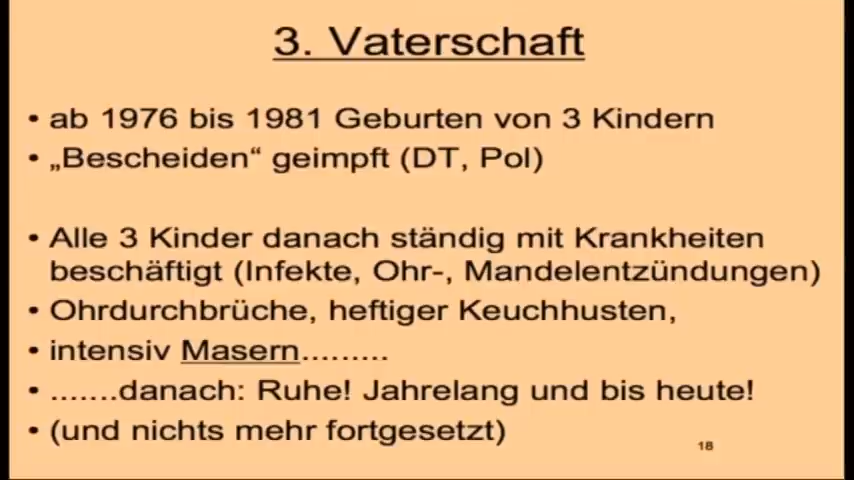 3. Vaterschaft
• ab 1976 bis 1981 Geburten von 3 Kindern
• „Bescheiden“ geimpft (DT, Pol)
• Alle 3 Kinder danach ständig mit Krankheiten
beschäftigt (Infekte, Ohr-, Mandelentzündungen)
• Ohrdurchbrüche, heftiger Keuchhusten,
• intensiv Masern.........
• .......danach: Ruhe! Jahrelang und bis heute!
• (und nichts mehr fortgesetzt)
18